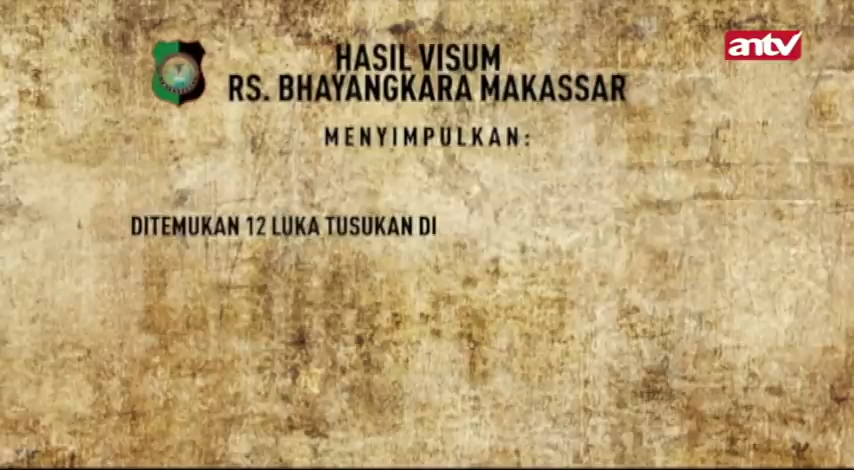 antv
HASIL VISUM
RS. BHAYANGKARA MAKASSAR
MENYIMPULKAN:
DITEMUKAN 12 LUKA TUSUKAN DI